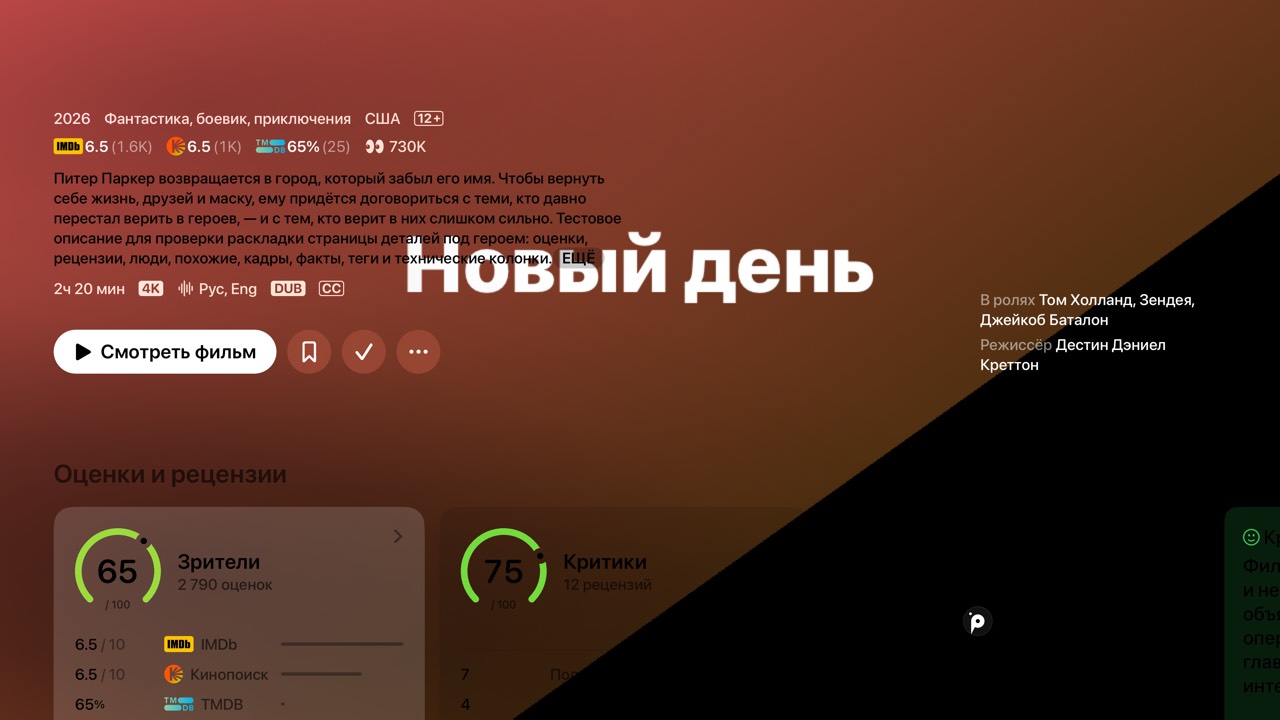 2026 Фантастика, боевик, приключения США 12+
IMDb 6.5 (1.6K) 6.5 (1K) TMDB 65% (25) 730K
Питер Паркер возвращается в город, который забыл его имя. Чтобы вернуть
себе жизнь, друзей и маску, ему придётся договориться с теми, кто давно
перестал верить в героев, — и с тем, кто верит в них слишком сильно. Тестовое
описание для проверки раскладки страницы деталей под героем: оценки,
рецензии, люди, похожие, кадры, факты, теги и технические колонки. ЕЩЁ
Новый день
2ч 20 мин 4K Рус, Eng DUB CC
В ролях Том Холланд, Зендея,
Джейкоб Баталон
Режиссёр Дестин Дэниел
Креттон
Смотреть фильм
Оценки и рецензии
65
/ 100
Зрители
2 790 оценок
6.5 / 10 IMDb IMDb
6.5 / 10 Кинопоиск
65% TMDB TMDB
75
/ 100
Критики
12 рецензий
7
4
Фил
и не
объ
опер
глав
инте